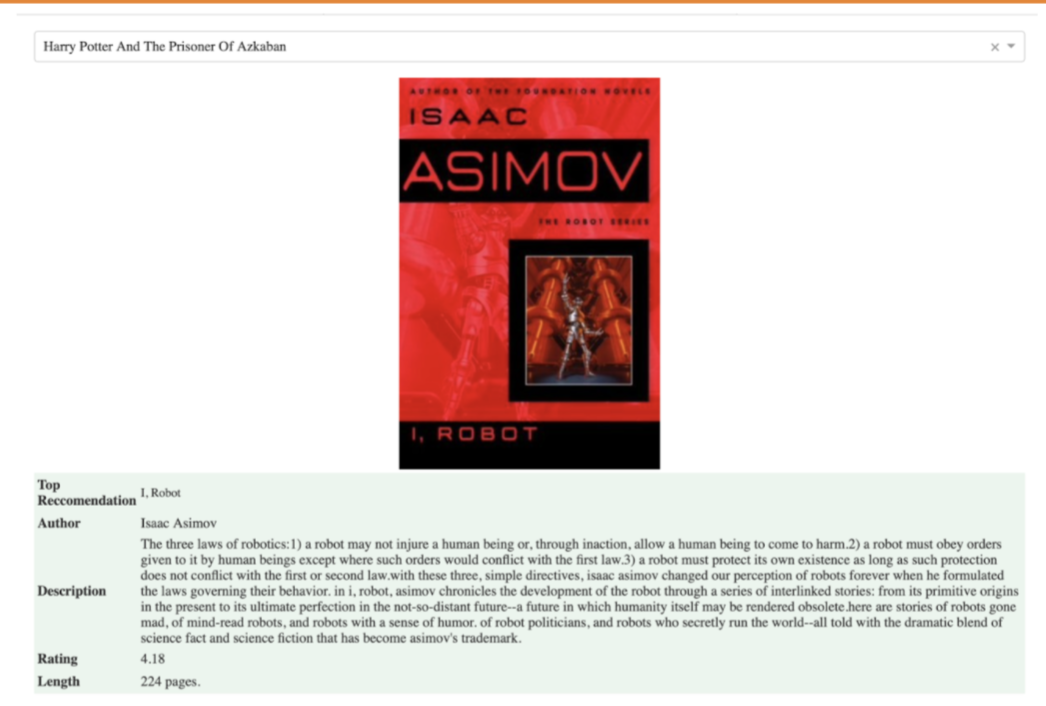 Harry Potter And The Prisoner Of Azkaban
AUTHOR OF THE FOUNDATION NOVELS
ISAAC
ASIMOV
THE ROBOT SERIES
I, ROBOT
Top
Reccomendation I, Robot
Author Isaac Asimov
The three laws of robotics:1) a robot may not injure a human being or, through inaction, allow a human being to come to harm.2) a robot must obey orders
given to it by human beings except where such orders would conflict with the first law.3) a robot must protect its own existence as long as such protection
does not conflict with the first or second law.with these three, simple directives, isaac asimov changed our perception of robots forever when he formulated
Description the laws governing their behavior. in i, robot, asimov chronicles the development of the robot through a series of interlinked stories: from its primitive origins
in the present to its ultimate perfection in the not-so-distant future--a future in which humanity itself may be rendered obsolete.here are stories of robots gone
mad, of mind-read robots, and robots with a sense of humor. of robot politicians, and robots who secretly run the world--all told with the dramatic blend of
science fact and science fiction that has become asimov's trademark.
Rating 4.18
Length 224 pages.